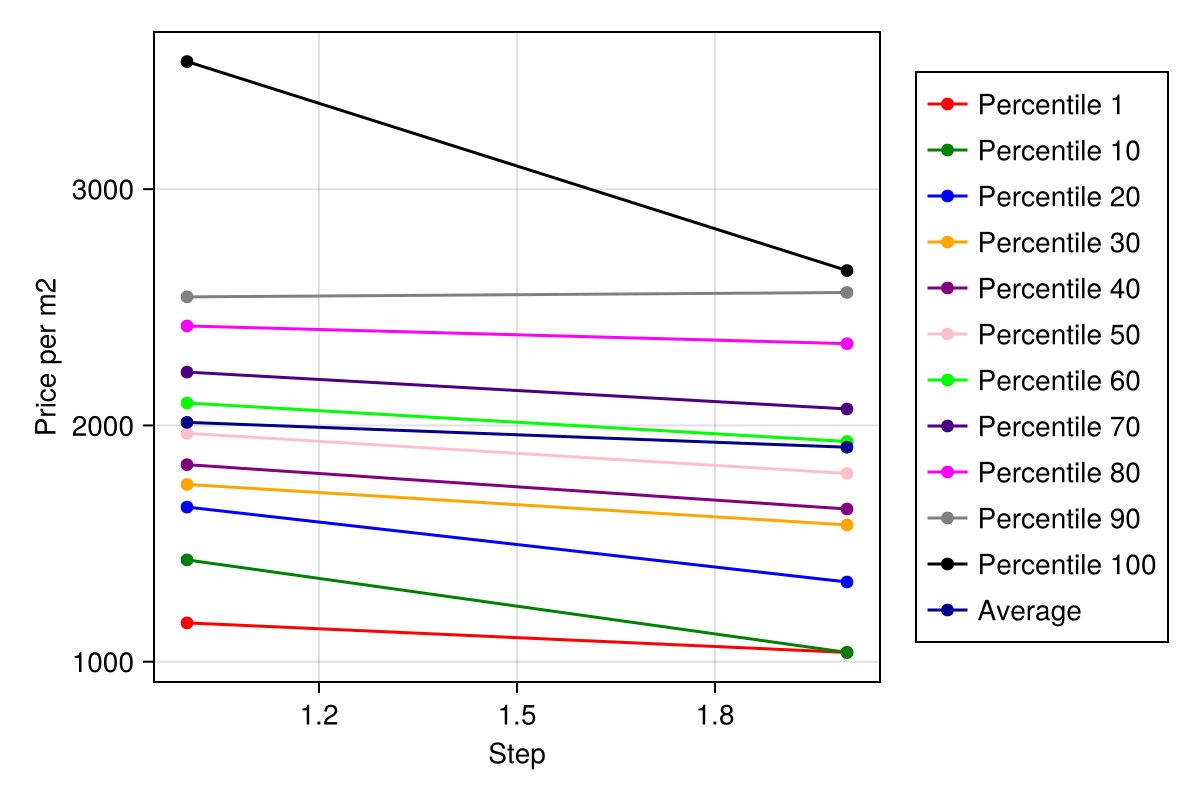 Price per m2
3000
2000
1000
1.2
1.5
1.8
Step
Percentile 1
Percentile 10
Percentile 20
Percentile 30
Percentile 40
Percentile 50
Percentile 60
Percentile 70
Percentile 80
Percentile 90
Percentile 100
Average